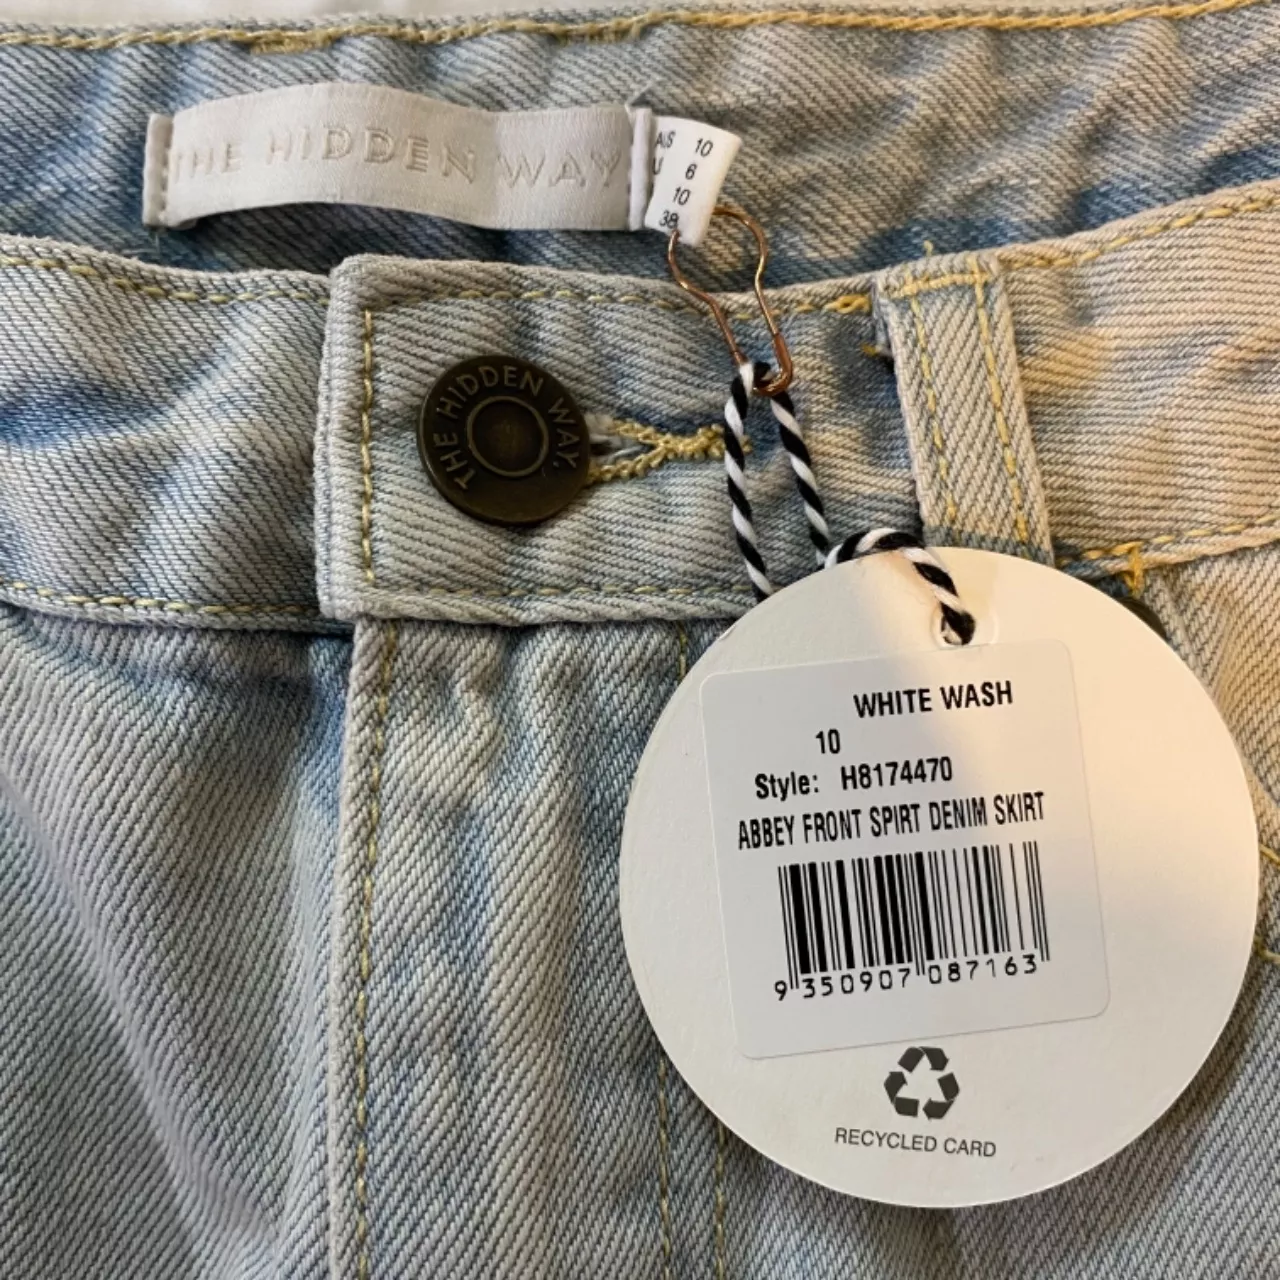 THE HIDDEN WAY
AUS 10
U 6
10
38
THE HIDDEN WAY.
WHITE WASH
10
Style: H8174470
ABBEY FRONT SPIRT DENIM SKIRT
9 350907 087163
RECYCLED CARD